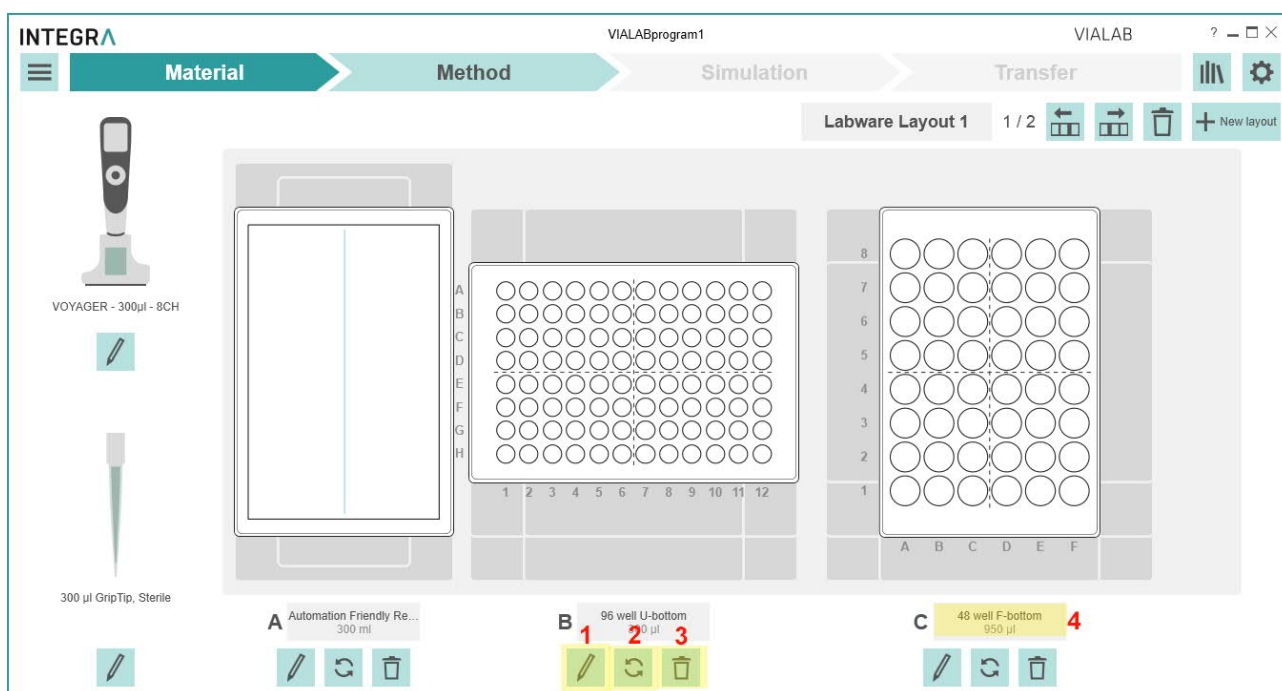 INTEGRA
VIALABprogram1
VIALAB
?
Material
Method
Simulation
Transfer
Labware Layout 1
1 / 2
New layout
VOYAGER - 300µl - 8CH
300 µl GripTip, Sterile
A
B
C
D
E
F
G
H
1 2 3 4 5 6 7 8 9 10 11 12
8
7
6
5
4
3
2
1
A B C D E F
A
Automation Friendly Re...
300 ml
B
96 well U-bottom
µl
1 2 3
C
48 well F-bottom
950 µl
4